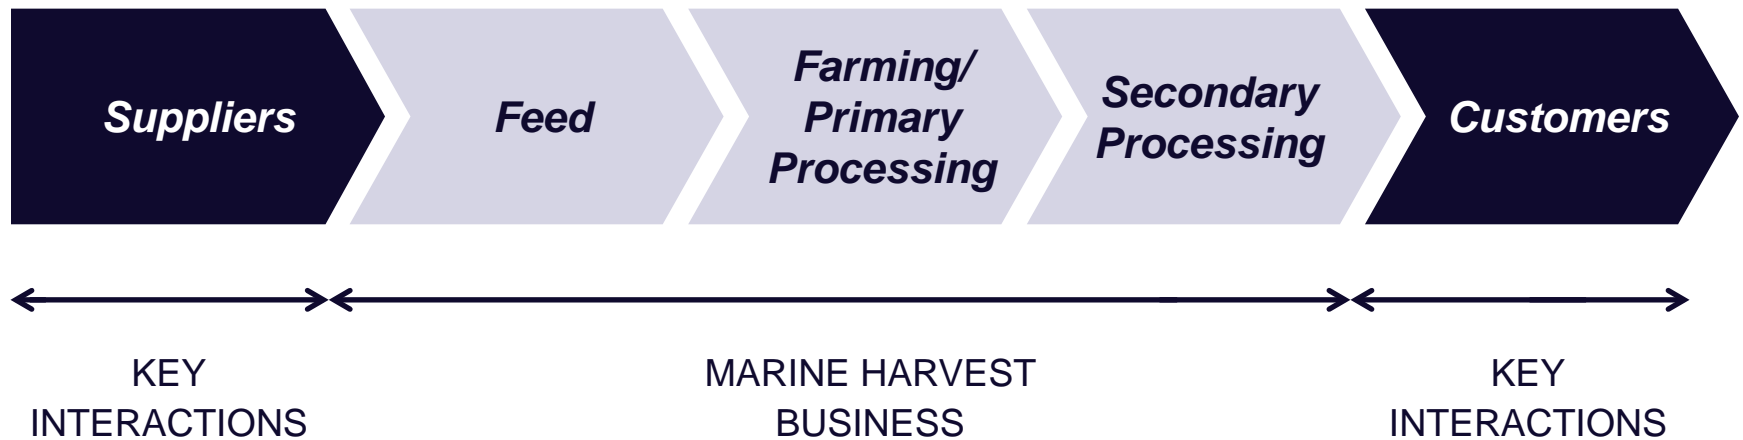 Suppliers
Feed
Farming/
Primary
Processing
Secondary
Processing
Customers
KEY
INTERACTIONS
MARINE HARVEST
BUSINESS
KEY
INTERACTIONS